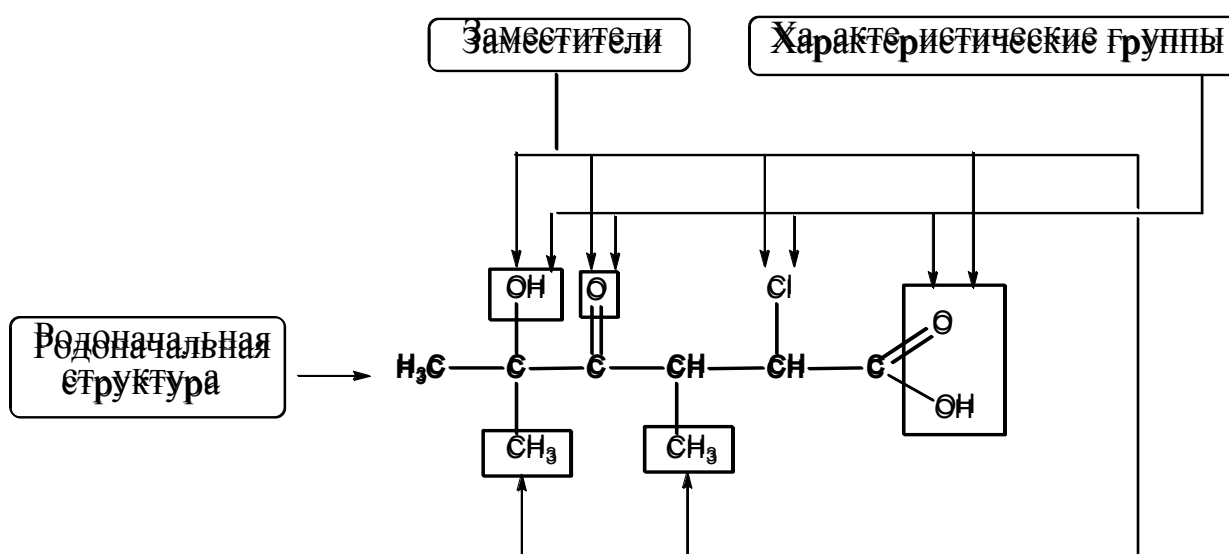 Заместители
Характеристические группы
OH
O
Cl
O
Родоначальная
структура
H₃C C C CH CH C
OH
CH₃
CH₃